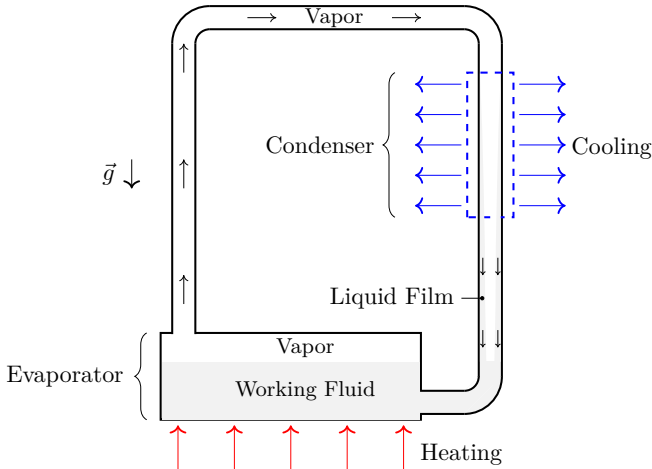 Vapor
Condenser
Cooling
g⃗
Liquid Film
Vapor
Evaporator
Working Fluid
Heating